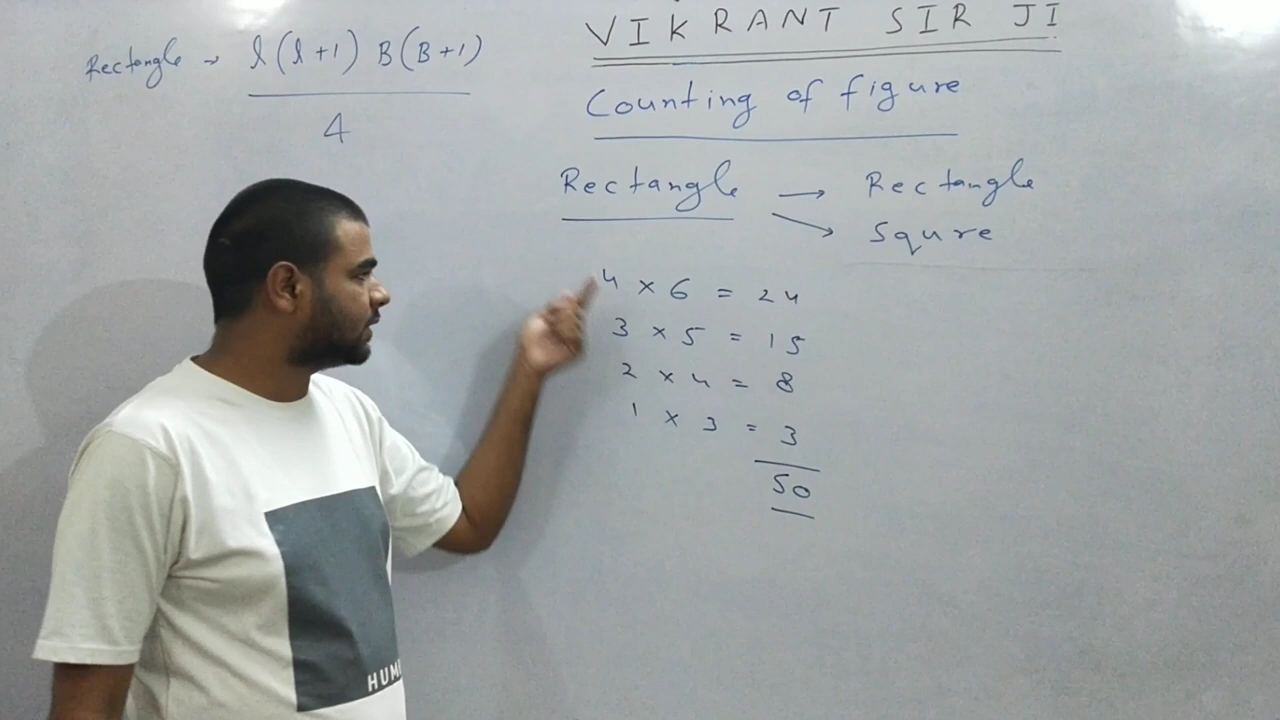 VIKRANT SIR JI
Rectangle → l(l+1) B(B+1)
4
Counting of figure
Rectangle → Rectangle
→ Squre
4 × 6 = 24
3 × 5 = 15
2 × 4 = 8
1 × 3 = 3
50
HUM